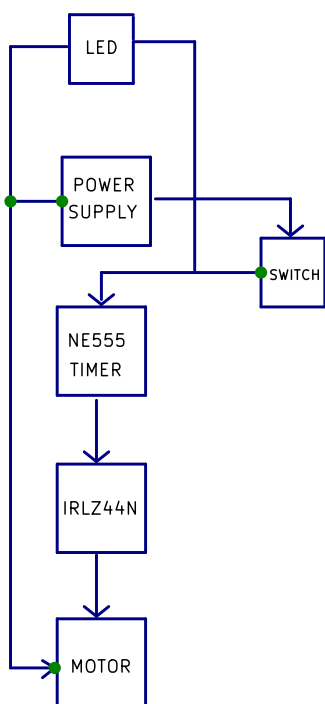 LED
POWER
SUPPLY
SWITCH
NE555
TIMER
IRLZ44N
MOTOR